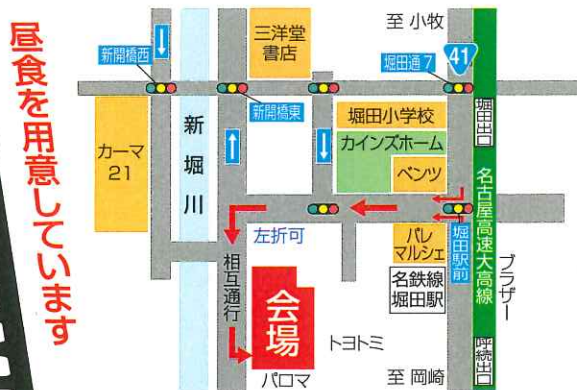 昼食を用意しています
至 小牧
三洋堂
書店
新開橋西
堀田通7
41
新開橋東
堀田小学校
堀田出口
カーマ
21
新堀川
カインズホーム
ベンツ
名古屋高速大高線
左折可
パレ
マルシェ
堀田駅前
ブラザー
相互通行
会場
名鉄線
堀田駅
トヨトミ
呼続出口
パロマ
至 岡崎